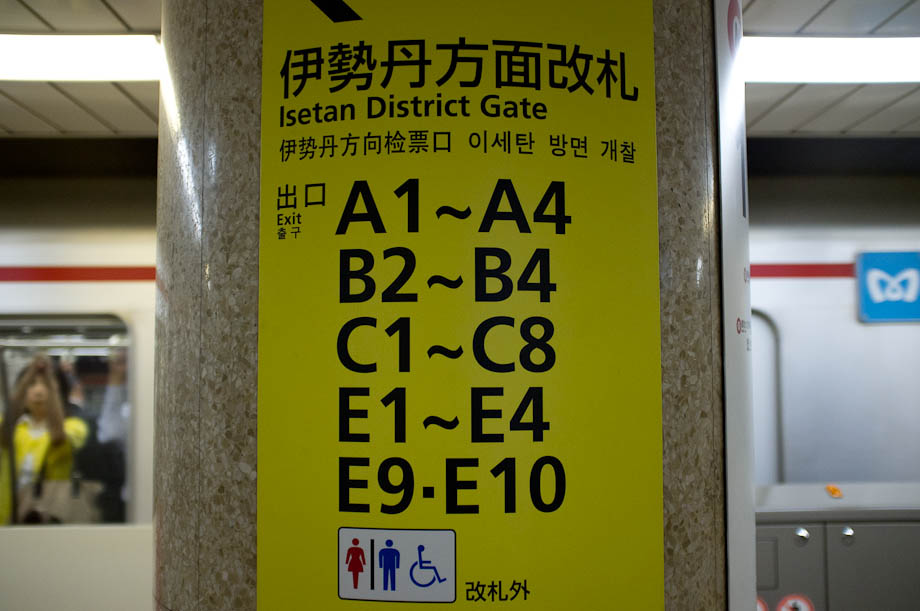 伊勢丹方面改札
Isetan District Gate
伊势丹方向检票口 이세탄 방면 개찰
出口
Exit
출구
A1~A4
B2~B4
C1~C8
E1~E4
E9·E10
改札外